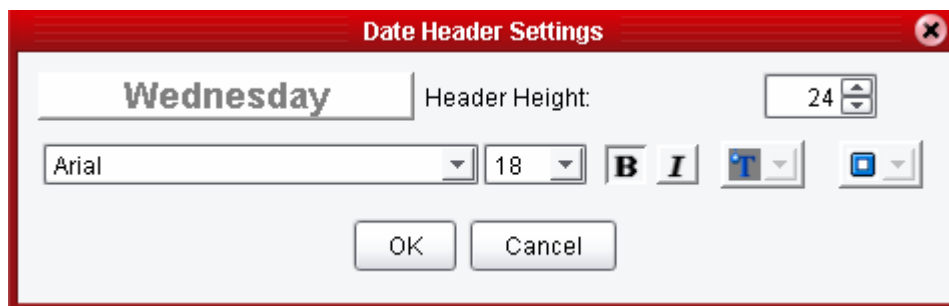 Date Header Settings
Wednesday Header Height: 24
Arial 18 B I T
OK Cancel